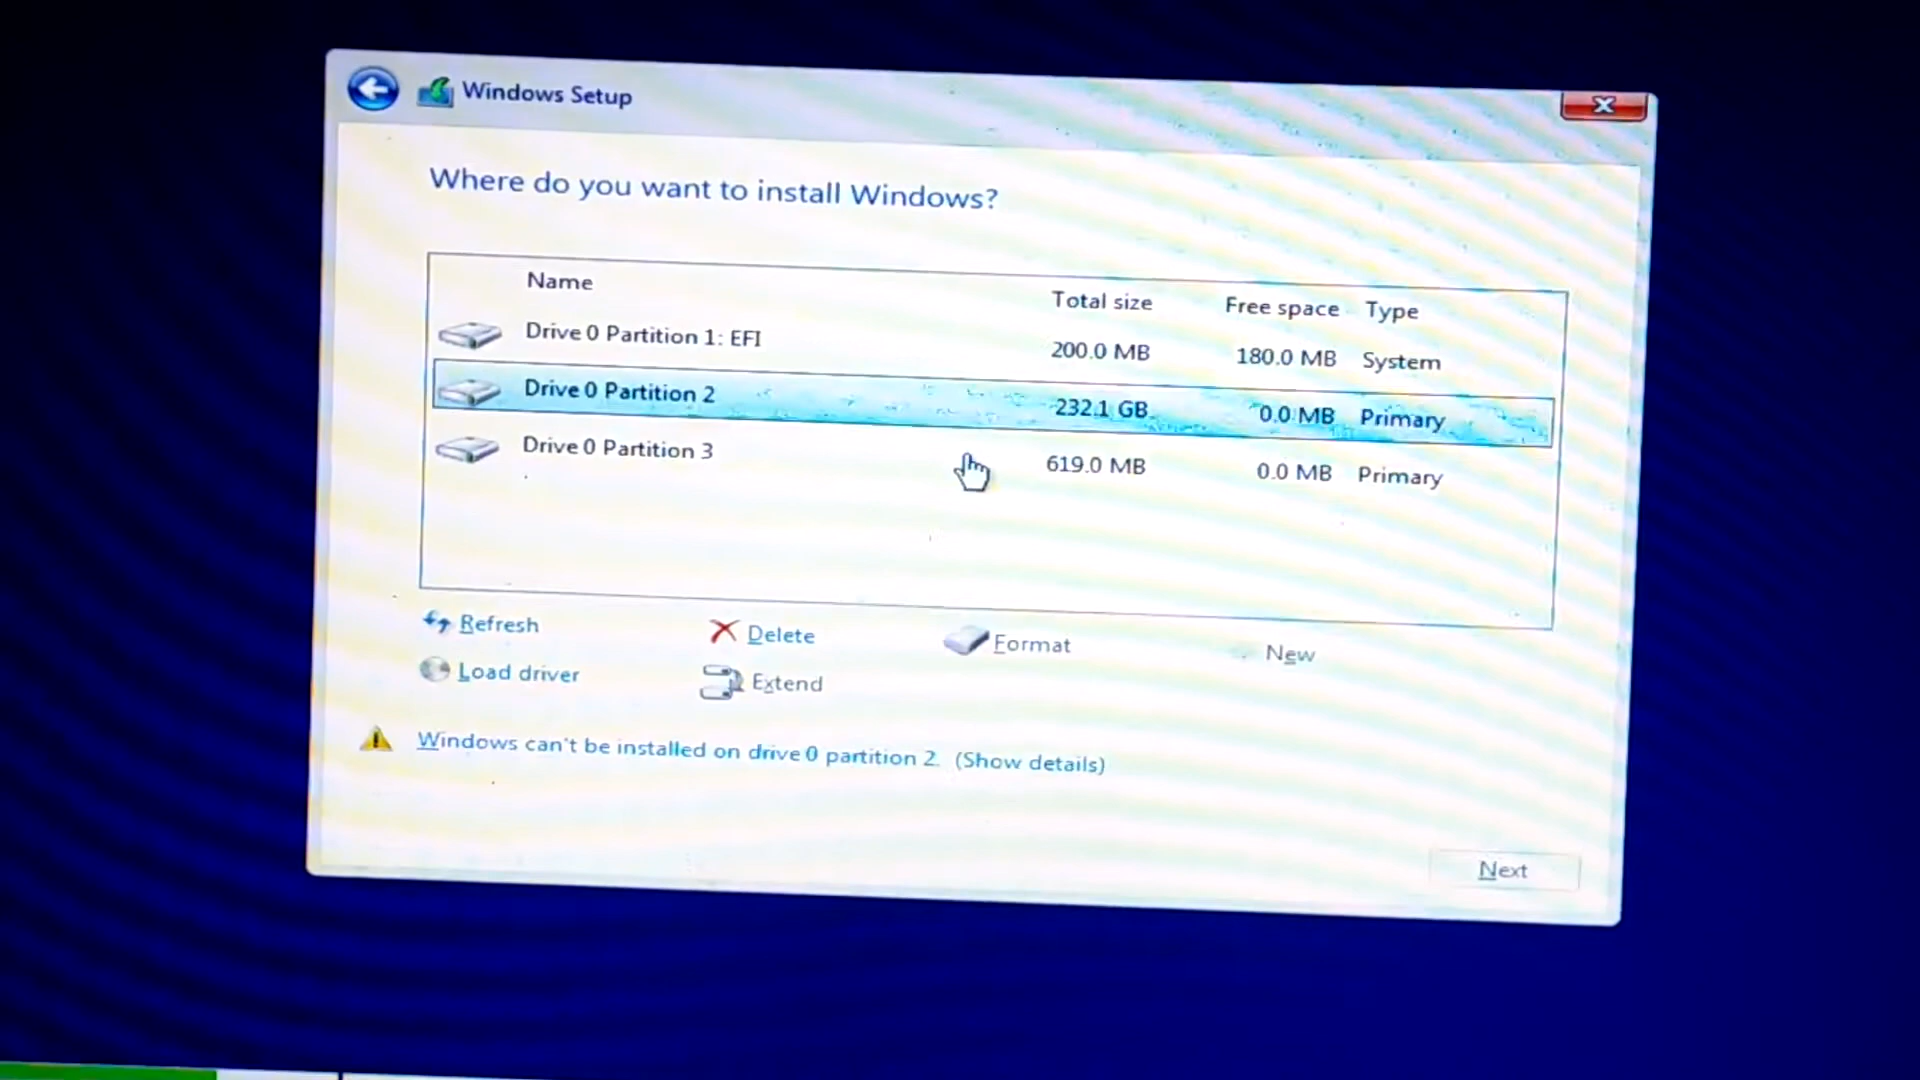 Windows Setup
Where do you want to install Windows?
Name Total size Free space Type
Drive 0 Partition 1: EFI 200.0 MB 180.0 MB System
Drive 0 Partition 2 232.1 GB 0.0 MB Primary
Drive 0 Partition 3 619.0 MB 0.0 MB Primary
Refresh Delete Format New
Load driver Extend
Windows can't be installed on drive 0 partition 2. (Show details)
Next